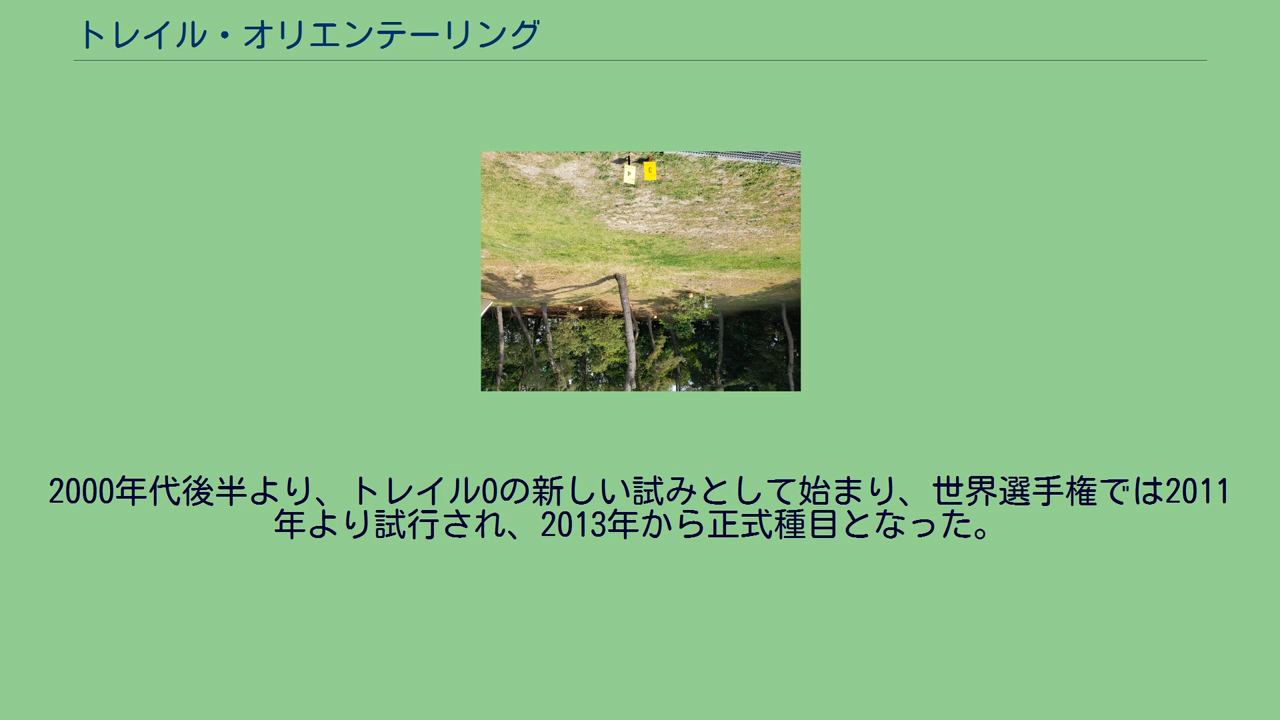 トレイル・オリエンテーリング
C
2000年代後半より、トレイルOの新しい試みとして始まり、世界選手権では2011
年より試行され、2013年から正式種目となった。